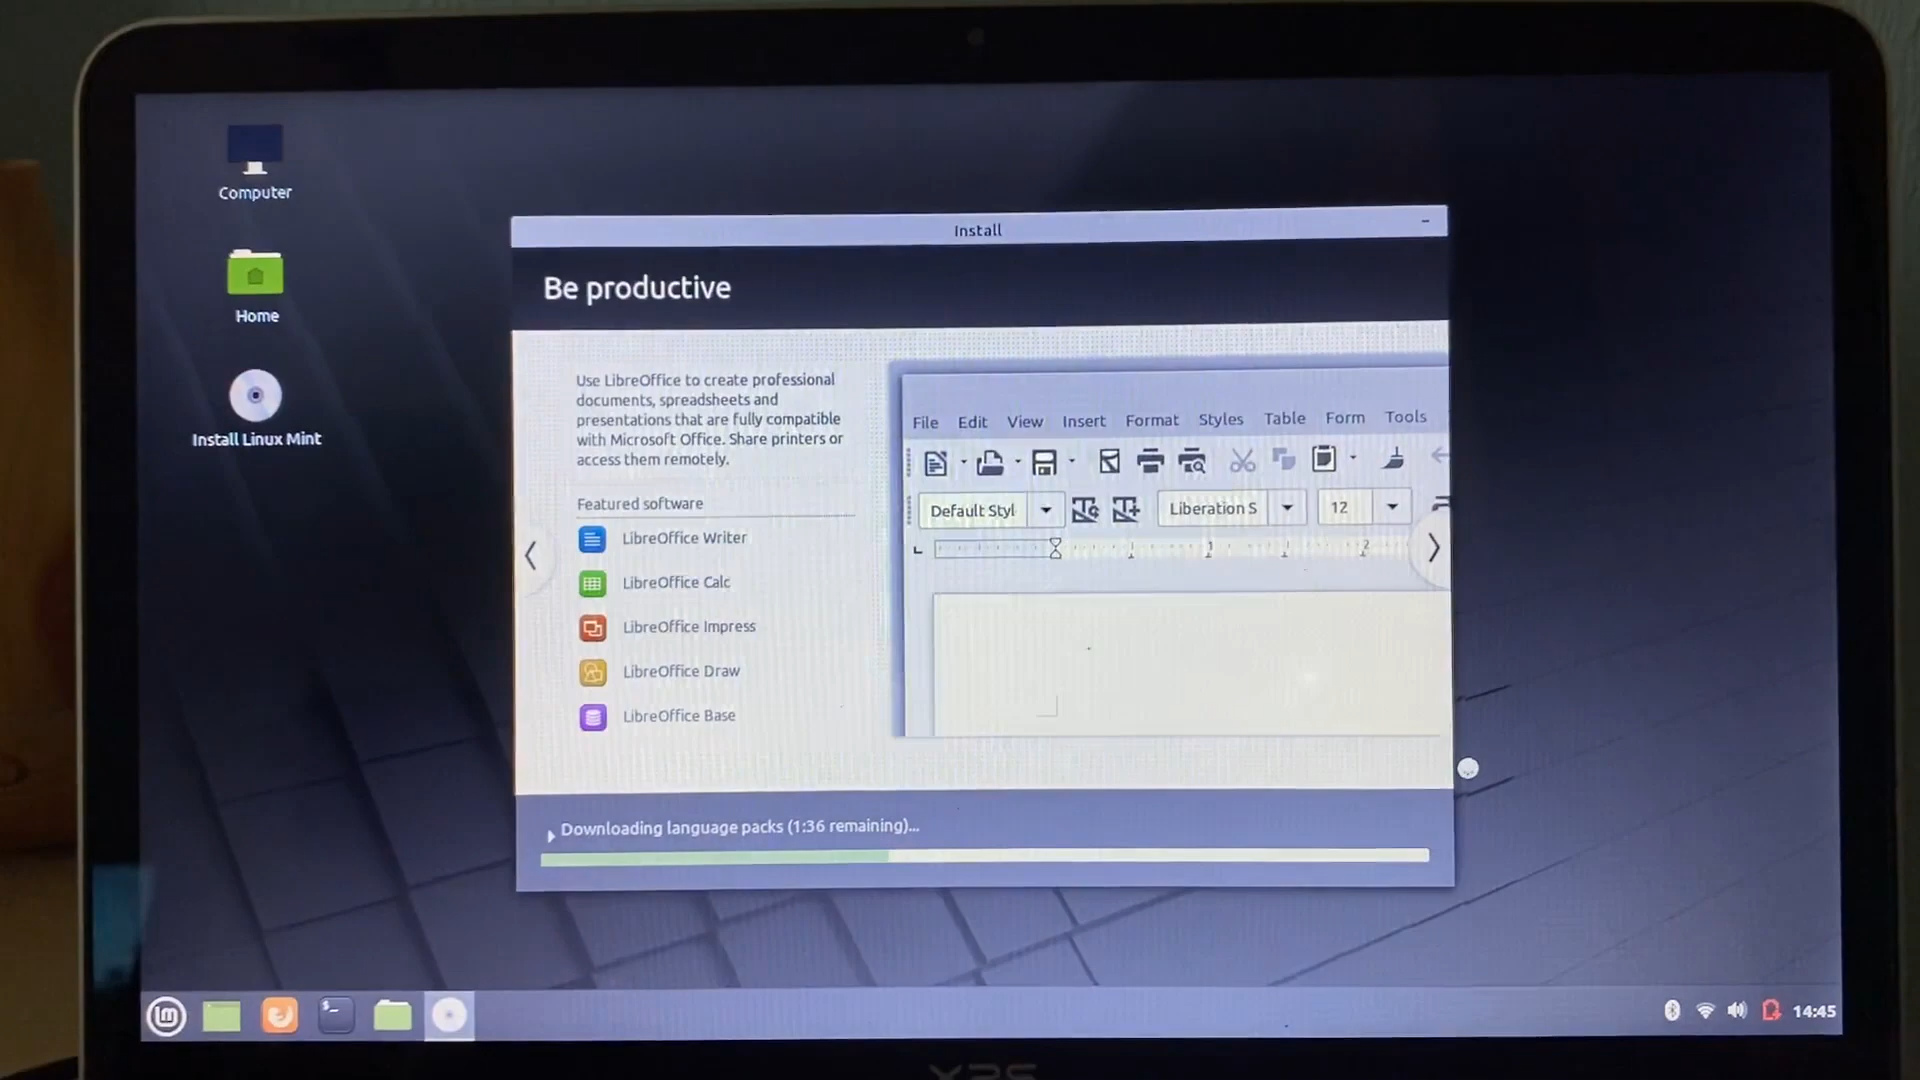 Computer
Home
Install Linux Mint
Install
Be productive
Use LibreOffice to create professional
documents, spreadsheets and
presentations that are fully compatible
with Microsoft Office. Share printers or
access them remotely.
Featured software
LibreOffice Writer
LibreOffice Calc
LibreOffice Impress
LibreOffice Draw
LibreOffice Base
File Edit View Insert Format Styles Table Form Tools
Default Styl Liberation S 12
1 2
Downloading language packs (1:36 remaining)...
14:45
XPS